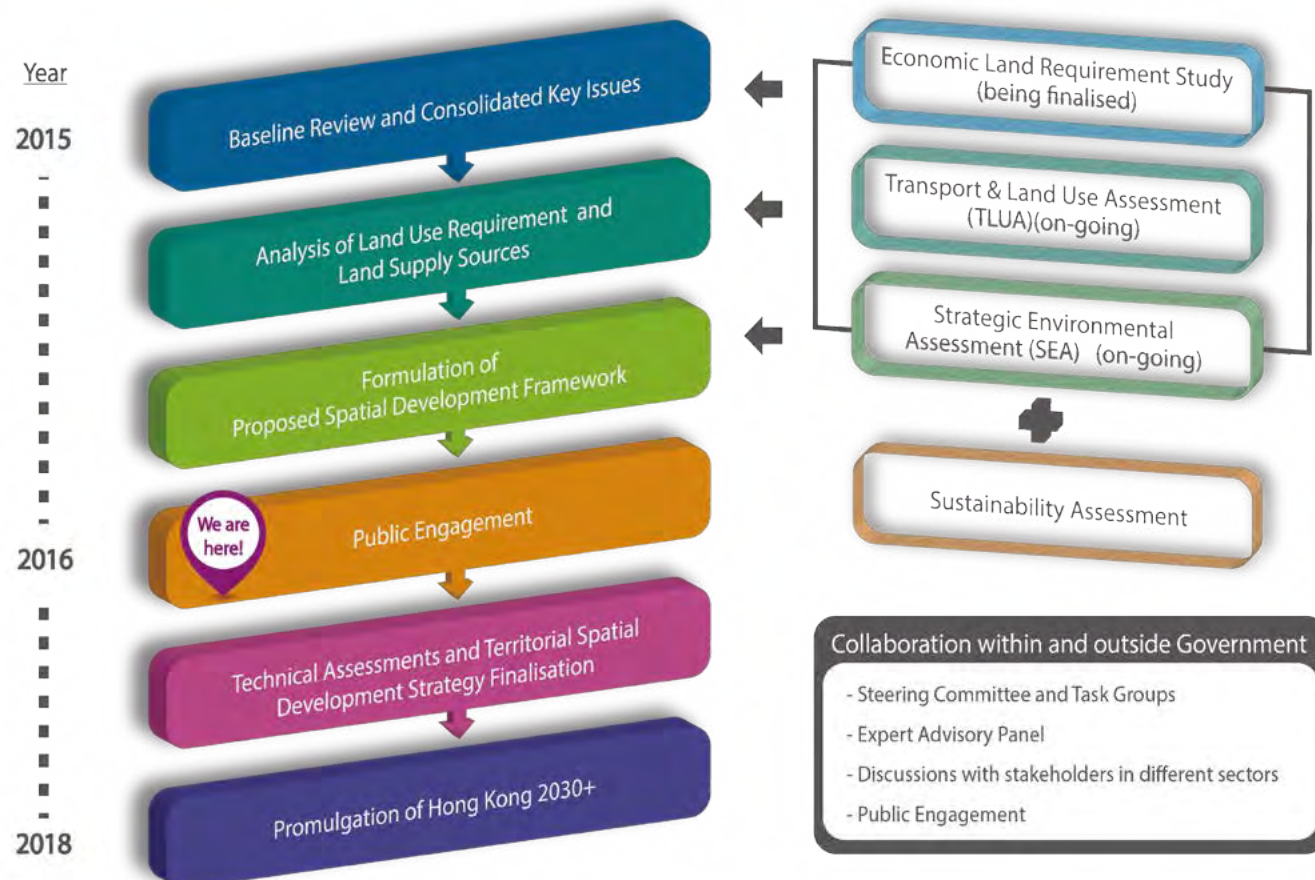 Year
2015
2016
2018
Baseline Review and Consolidated Key Issues
Analysis of Land Use Requirement and
Land Supply Sources
Formulation of
Proposed Spatial Development Framework
We are
here!
Public Engagement
Technical Assessments and Territorial Spatial
Development Strategy Finalisation
Promulgation of Hong Kong 2030+
Economic Land Requirement Study
(being finalised)
Transport & Land Use Assessment
(TLUA)(on-going)
Strategic Environmental
Assessment (SEA) (on-going)
Sustainability Assessment
Collaboration within and outside Government
- Steering Committee and Task Groups
- Expert Advisory Panel
- Discussions with stakeholders in different sectors
- Public Engagement